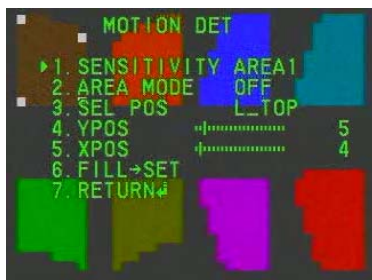 MOTION DET
1. SENSITIVITY AREA1
2. AREA MODE OFF
3. SEL POS L_TOP
4. YPOS 5
5. XPOS 4
6. FILL→SET
7. RETURN↲